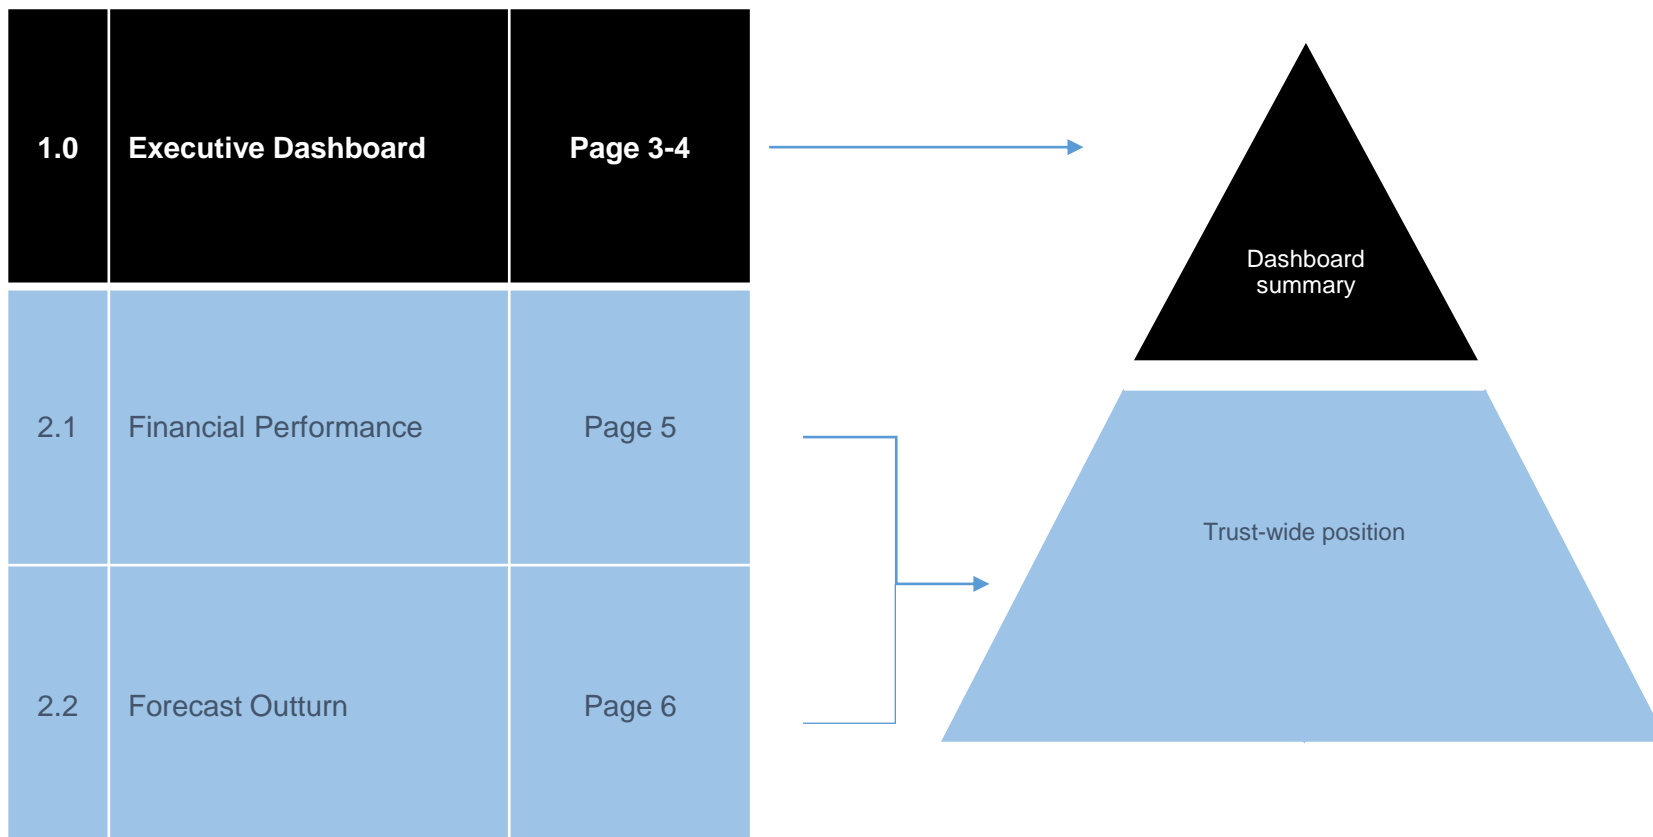 1.0 Executive Dashboard Page 3-4
2.1 Financial Performance Page 5
2.2 Forecast Outturn Page 6
Dashboard
summary
Trust-wide position